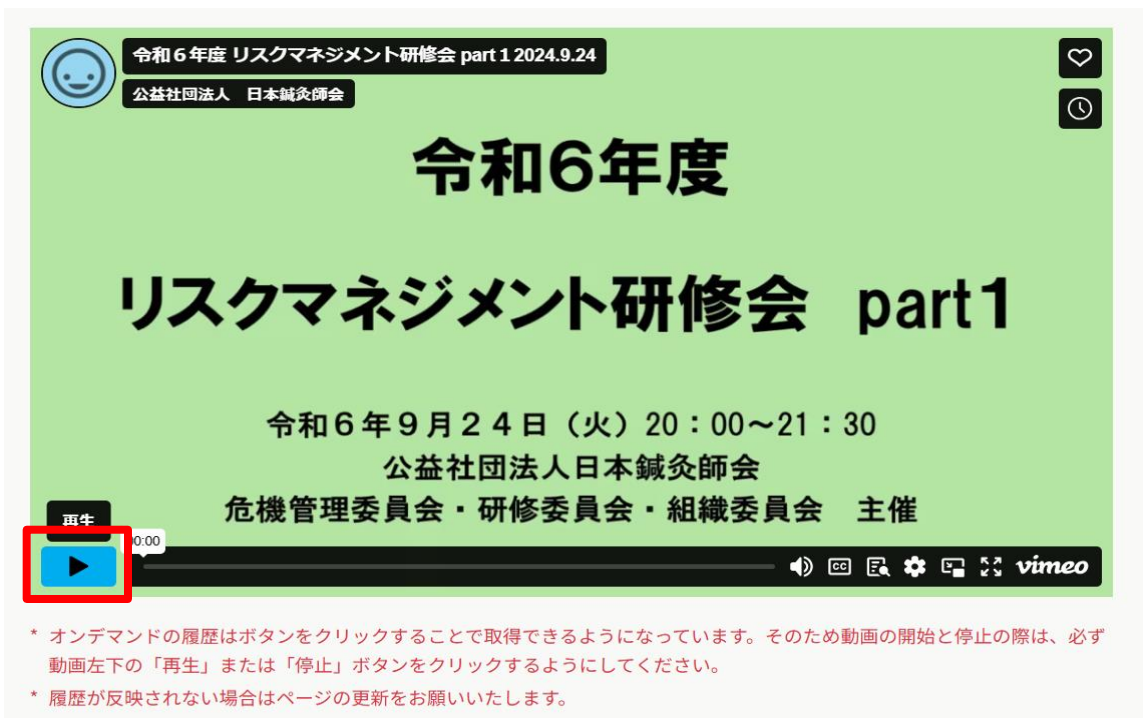 令和６年度 リスクマネジメント研修会 part１2024.9.24
公益社団法人　日本鍼灸師会
令和６年度
リスクマネジメント研修会　part１
令和６年９月２４日（火）20：00～21：30
公益社団法人日本鍼灸師会
危機管理委員会・研修委員会・組織委員会　主催
再生
00:00
CC
vimeo
* オンデマンドの履歴はボタンをクリックすることで取得できるようになっています。そのため動画の開始と停止の際は、必ず
動画左下の「再生」または「停止」ボタンをクリックするようにしてください。
* 履歴が反映されない場合はページの更新をお願いいたします。